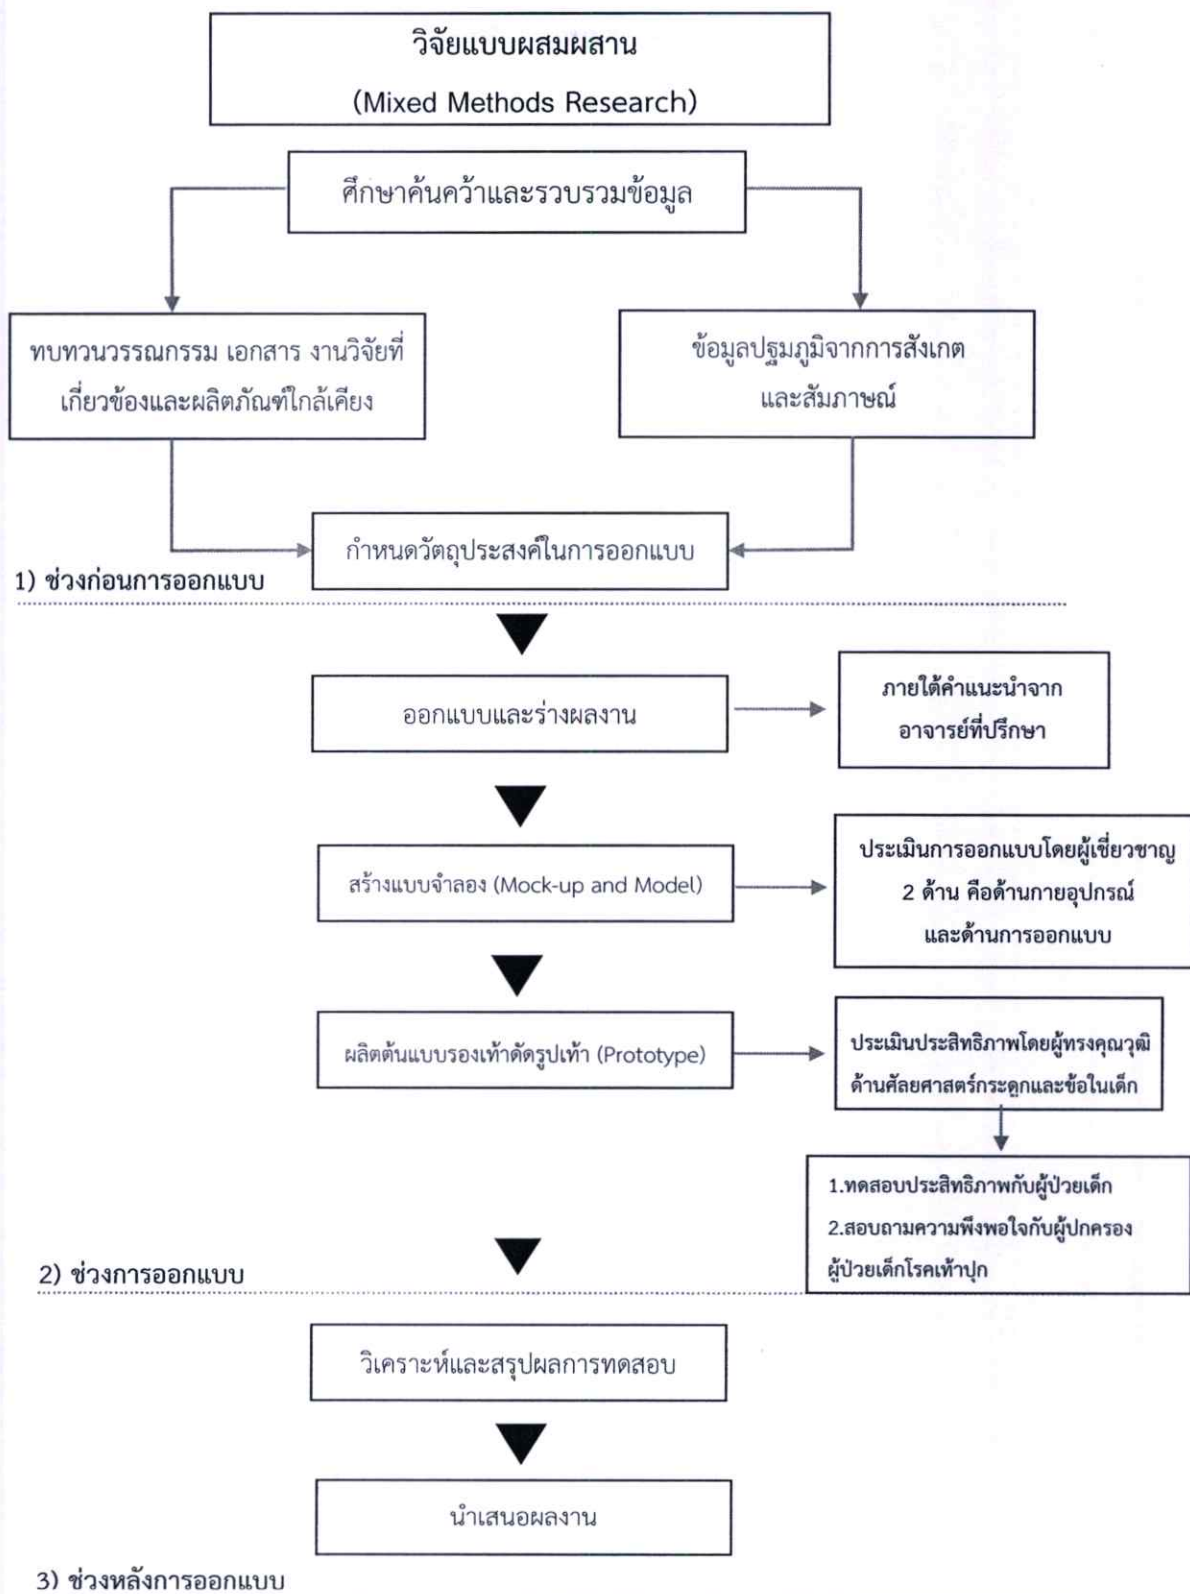 วิจัยแบบผสมผสาน
(Mixed Methods Research)
ศึกษาค้นคว้าและรวบรวมข้อมูล
ทบทวนวรรณกรรม เอกสาร งานวิจัยที่
เกี่ยวข้องและผลิตภัณฑ์ใกล้เคียง
ข้อมูลปฐมภูมิจากการสังเกต
และสัมภาษณ์
กำหนดวัตถุประสงค์ในการออกแบบ
1) ช่วงก่อนการออกแบบ
ออกแบบและร่างผลงาน
ภายใต้คำแนะนำจาก
อาจารย์ที่ปรึกษา
สร้างแบบจำลอง (Mock-up and Model)
ประเมินการออกแบบโดยผู้เชี่ยวชาญ
2 ด้าน คือด้านกายอุปกรณ์
และด้านการออกแบบ
ผลิตต้นแบบรองเท้าดัดรูปเท้า (Prototype)
ประเมินประสิทธิภาพโดยผู้ทรงคุณวุฒิ
ด้านศัลยศาสตร์กระดูกและข้อในเด็ก
1.ทดสอบประสิทธิภาพกับผู้ป่วยเด็ก
2.สอบถามความพึงพอใจกับผู้ปกครอง
ผู้ป่วยเด็กโรคเท้าปุก
2) ช่วงการออกแบบ
วิเคราะห์และสรุปผลการทดสอบ
นำเสนอผลงาน
3) ช่วงหลังการออกแบบ